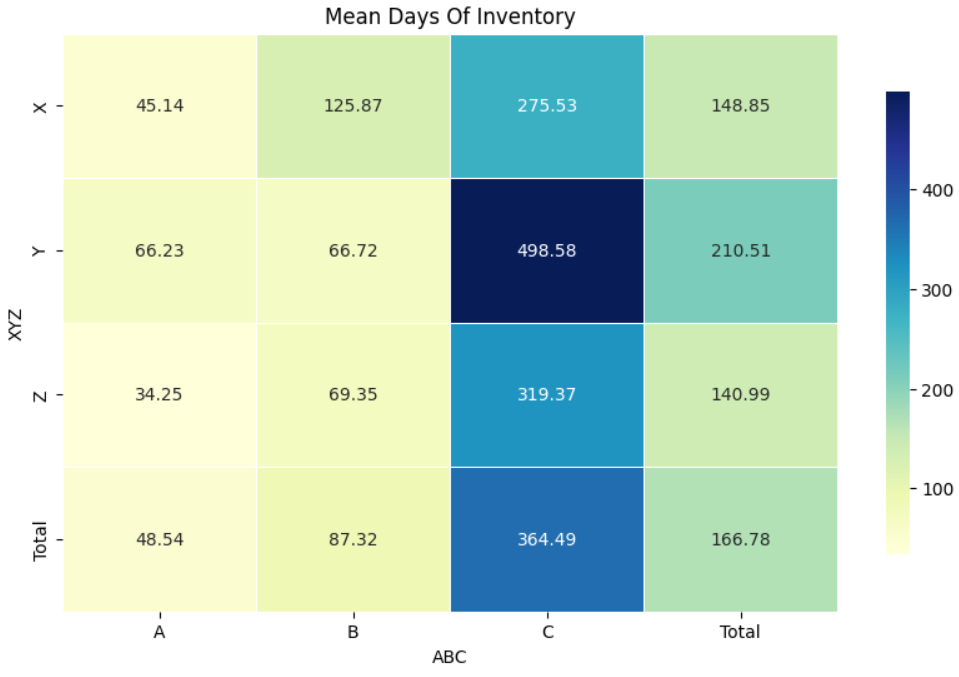 Mean Days Of Inventory
X 45.14 125.87 275.53 148.85
400
Y 66.23 66.72 498.58 210.51
300
XYZ
Z 34.25 69.35 319.37 140.99
200
100
Total 48.54 87.32 364.49 166.78
A B C Total
ABC